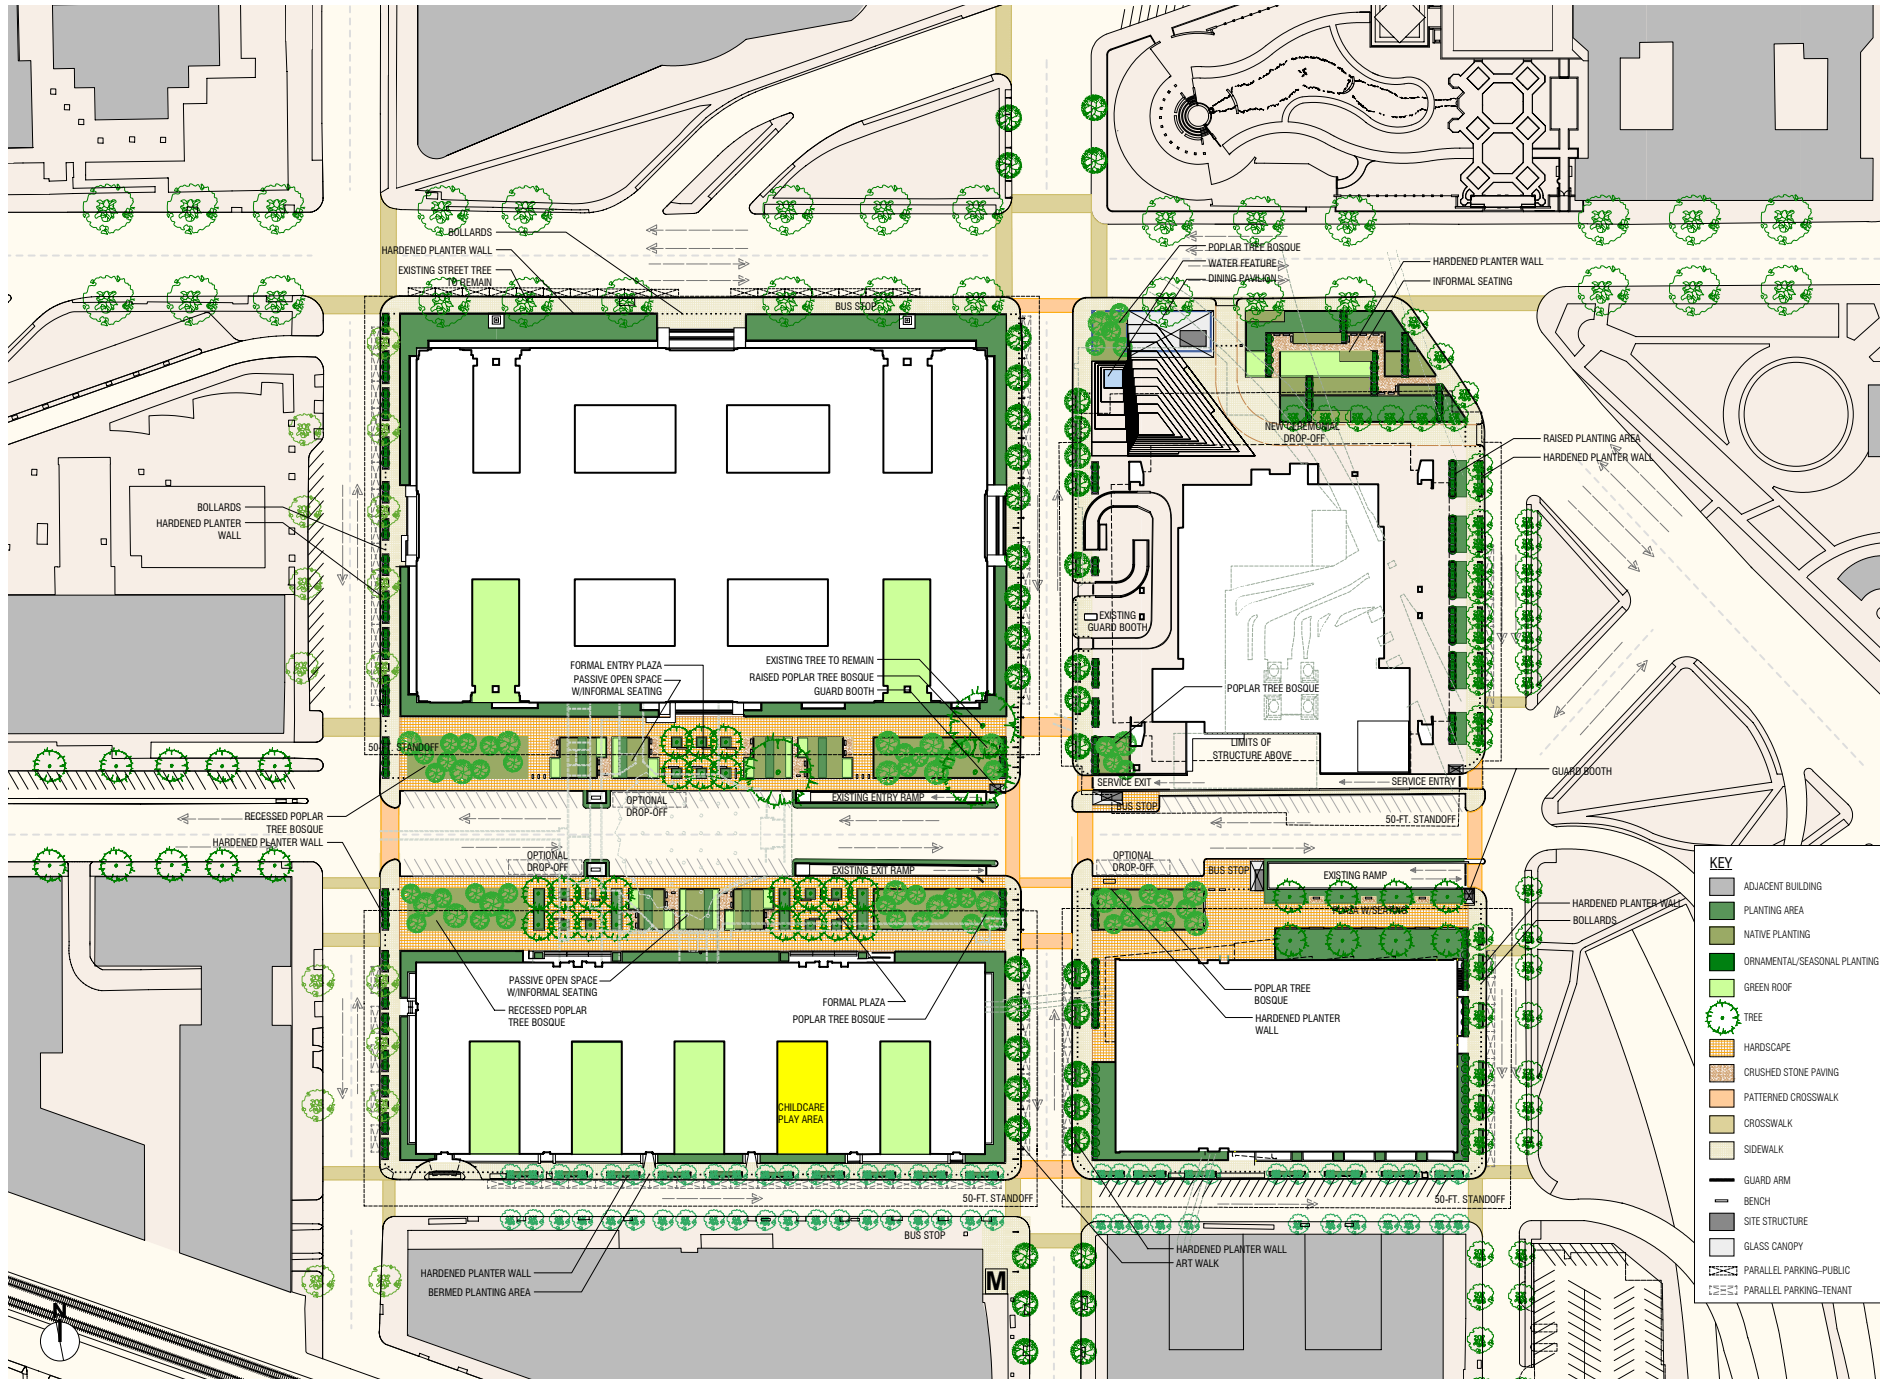 BOLLARDS
HARDENED PLANTER WALL
EXISTING STREET TREE
TO REMAIN
BUS STOP
POPLAR TREE BOSQUE
WATER FEATURE
DINING PAVILION
HARDENED PLANTER WALL
INFORMAL SEATING
NEW CEREMONIAL
DROP-OFF
RAISED PLANTING AREA
HARDENED PLANTER WALL
BOLLARDS
HARDENED PLANTER
WALL
EXISTING
GUARD BOOTH
FORMAL ENTRY PLAZA
PASSIVE OPEN SPACE
W/INFORMAL SEATING
EXISTING TREE TO REMAIN
RAISED POPLAR TREE BOSQUE
GUARD BOOTH
POPLAR TREE BOSQUE
50-FT. STANDOFF
LIMITS OF
STRUCTURE ABOVE
SERVICE EXIT
SERVICE ENTRY
GUARD BOOTH
OPTIONAL
DROP-OFF
EXISTING ENTRY RAMP
BUS STOP
50-FT. STANDOFF
RECESSED POPLAR
TREE BOSQUE
HARDENED PLANTER WALL
OPTIONAL
DROP-OFF
EXISTING EXIT RAMP
OPTIONAL
DROP-OFF
BUS STOP
EXISTING RAMP
PLAZA W/SEATING
HARDENED PLANTER WALL
BOLLARDS
PASSIVE OPEN SPACE
W/INFORMAL SEATING
RECESSED POPLAR
TREE BOSQUE
FORMAL PLAZA
POPLAR TREE BOSQUE
POPLAR TREE
BOSQUE
HARDENED PLANTER
WALL
CHILDCARE
PLAY AREA
50-FT. STANDOFF
50-FT. STANDOFF
BUS STOP
HARDENED PLANTER WALL
ART WALK
HARDENED PLANTER WALL
BERMED PLANTING AREA
M
N
KEY
ADJACENT BUILDING
PLANTING AREA
NATIVE PLANTING
ORNAMENTAL/SEASONAL PLANTING
GREEN ROOF
TREE
HARDSCAPE
CRUSHED STONE PAVING
PATTERNED CROSSWALK
CROSSWALK
SIDEWALK
GUARD ARM
BENCH
SITE STRUCTURE
GLASS CANOPY
PARALLEL PARKING–PUBLIC
PARALLEL PARKING–TENANT